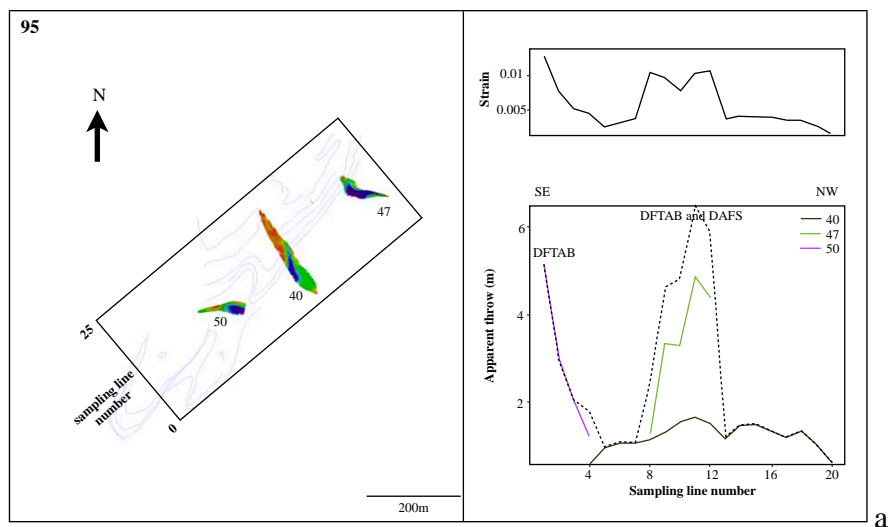 95
N
47
40
50
25
sampling line
number
0
200m
0.01
0.005
Strain
SE
NW
DFTAB
DFTAB and DAFS
40
47
50
6
4
2
Apparent throw (m)
4
8
12
16
20
Sampling line number
a